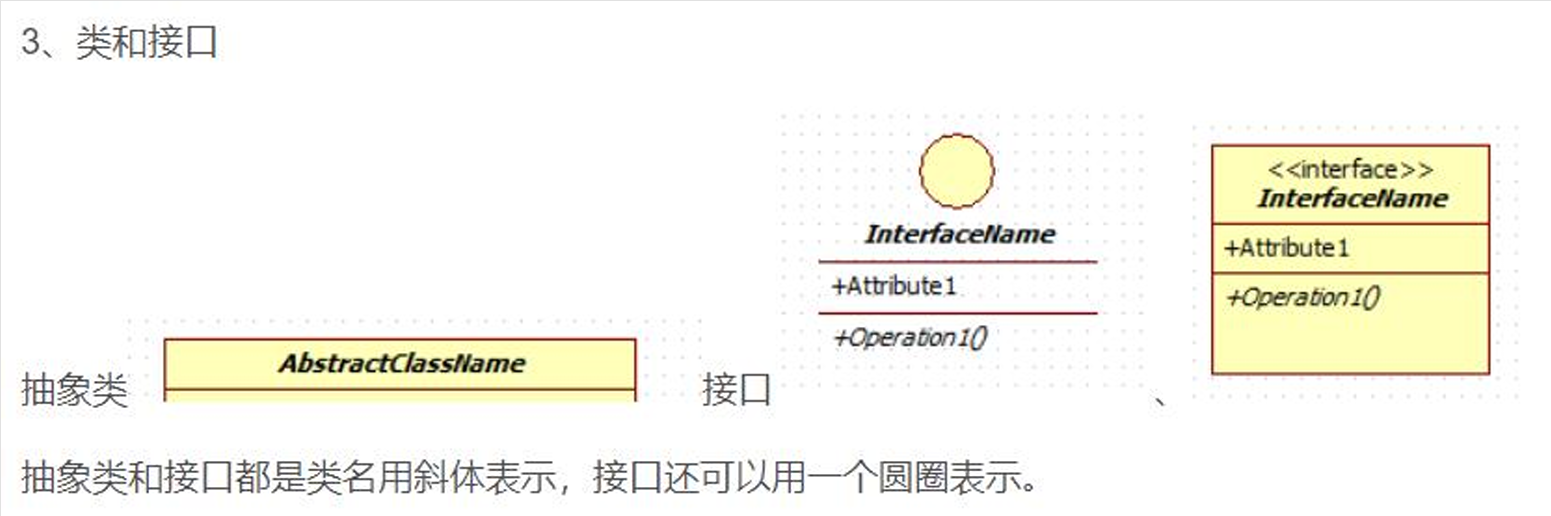 3、类和接口
抽象类
AbstractClassName
接口
InterfaceName
+Attribute1
+Operation1()
、
<<interface>>
InterfaceName
+Attribute1
+Operation1()
抽象类和接口都是类名用斜体表示，接口还可以用一个圆圈表示。